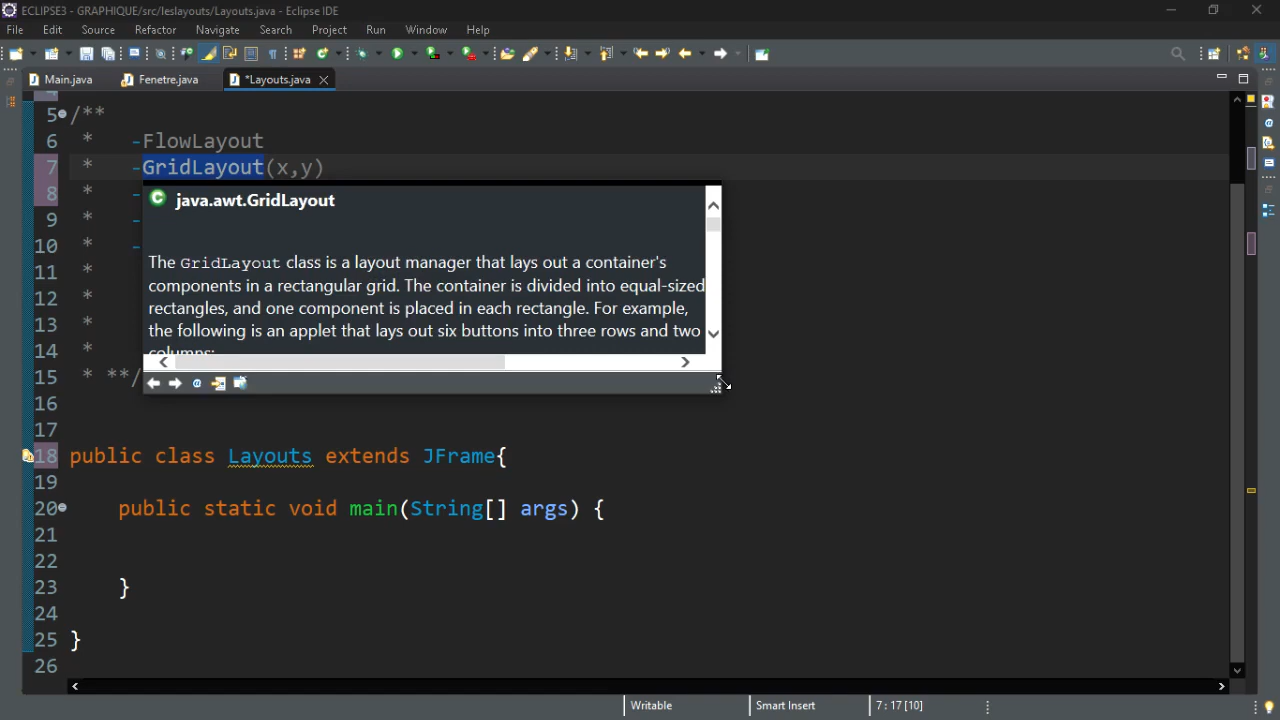 ECLIPSE3 - GRAPHIQUE/src/leslayouts/Layouts.java - Eclipse IDE
File Edit Source Refactor Navigate Search Project Run Window Help
Main.java Fenetre.java *Layouts.java
4
5 /**
6 * -FlowLayout
7 * -GridLayout(x,y)
8 * -
9 * -
10 * -
11 *
12 *
13 *
14 *
15 * **/
16
17
18 public class Layouts extends JFrame{
19
20 public static void main(String[] args) {
21
22
23 }
24
25 }
26
java.awt.GridLayout
The GridLayout class is a layout manager that lays out a container's
components in a rectangular grid. The container is divided into equal-sized
rectangles, and one component is placed in each rectangle. For example,
the following is an applet that lays out six buttons into three rows and two
columns:
Writable Smart Insert 7 : 17 [10]